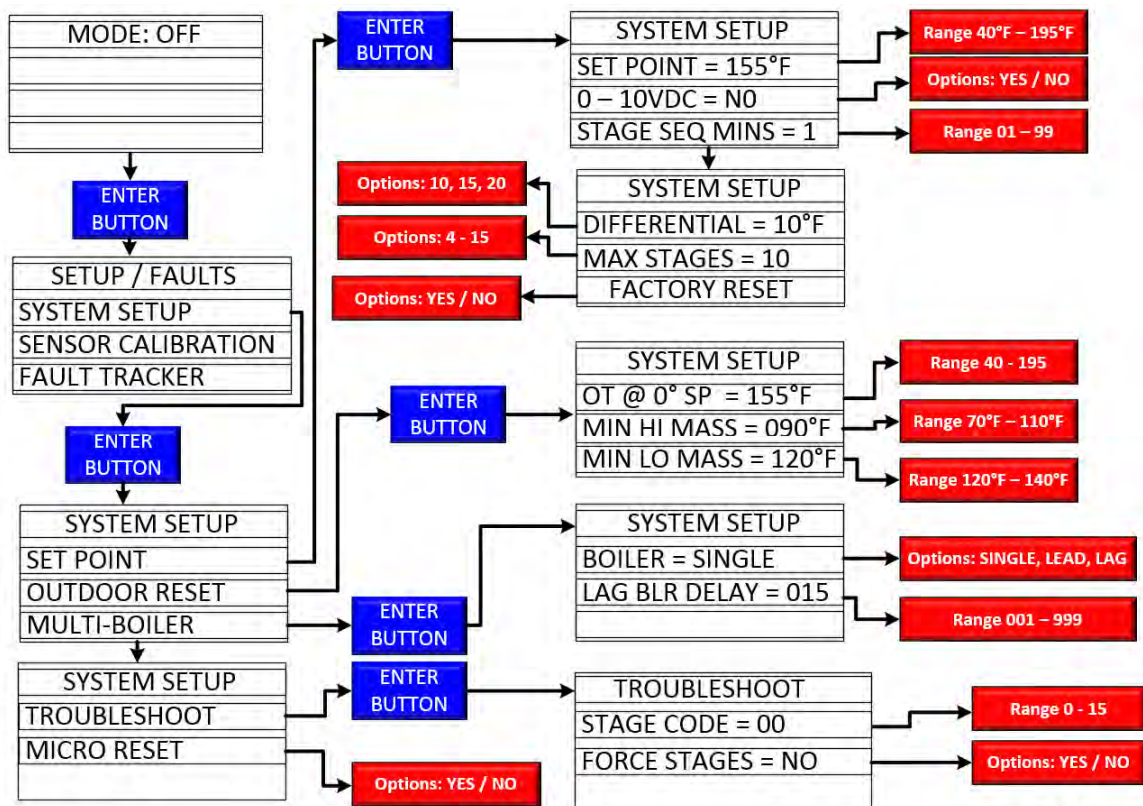 MODE: OFF
ENTER
BUTTON
SETUP / FAULTS
SYSTEM SETUP
SENSOR CALIBRATION
FAULT TRACKER
ENTER
BUTTON
SYSTEM SETUP
SET POINT
OUTDOOR RESET
MULTI-BOILER
SYSTEM SETUP
TROUBLESHOOT
MICRO RESET
ENTER
BUTTON
SYSTEM SETUP
SET POINT = 155°F
0 – 10VDC = N0
STAGE SEQ MINS = 1
Range 40°F – 195°F
Options: YES / NO
Range 01 – 99
SYSTEM SETUP
DIFFERENTIAL = 10°F
MAX STAGES = 10
FACTORY RESET
Options: 10, 15, 20
Options: 4 - 15
Options: YES / NO
ENTER
BUTTON
SYSTEM SETUP
OT @ 0° SP = 155°F
MIN HI MASS = 090°F
MIN LO MASS = 120°F
Range 40 - 195
Range 70°F – 110°F
Range 120°F – 140°F
ENTER
BUTTON
SYSTEM SETUP
BOILER = SINGLE
LAG BLR DELAY = 015
Options: SINGLE, LEAD, LAG
Range 001 – 999
ENTER
BUTTON
TROUBLESHOOT
STAGE CODE = 00
FORCE STAGES = NO
Range 0 - 15
Options: YES / NO
Options: YES / NO